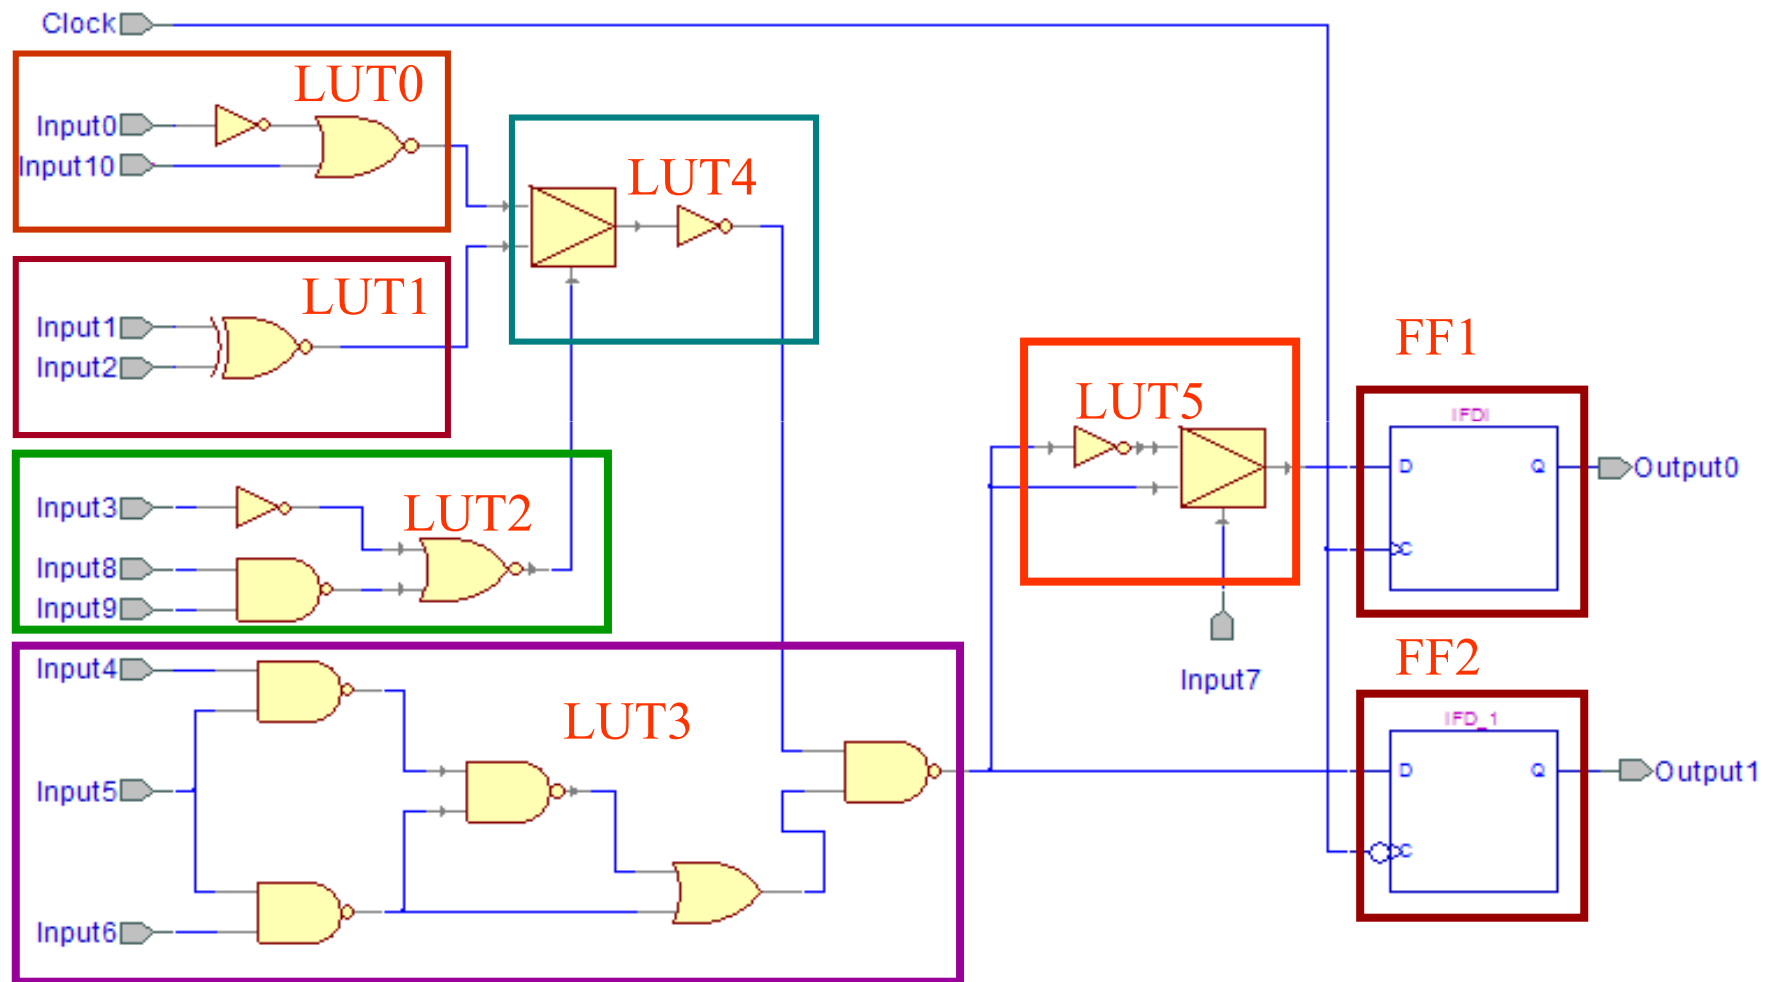 Clock
LUT0
Input0
Input10
LUT4
LUT1
Input1
Input2
FF1
LUT5
IFDI
D
Q
Output0
C
Input3
LUT2
Input8
Input9
Input7
FF2
Input4
LUT3
IFD_1
Input5
D
Q
Output1
C
Input6